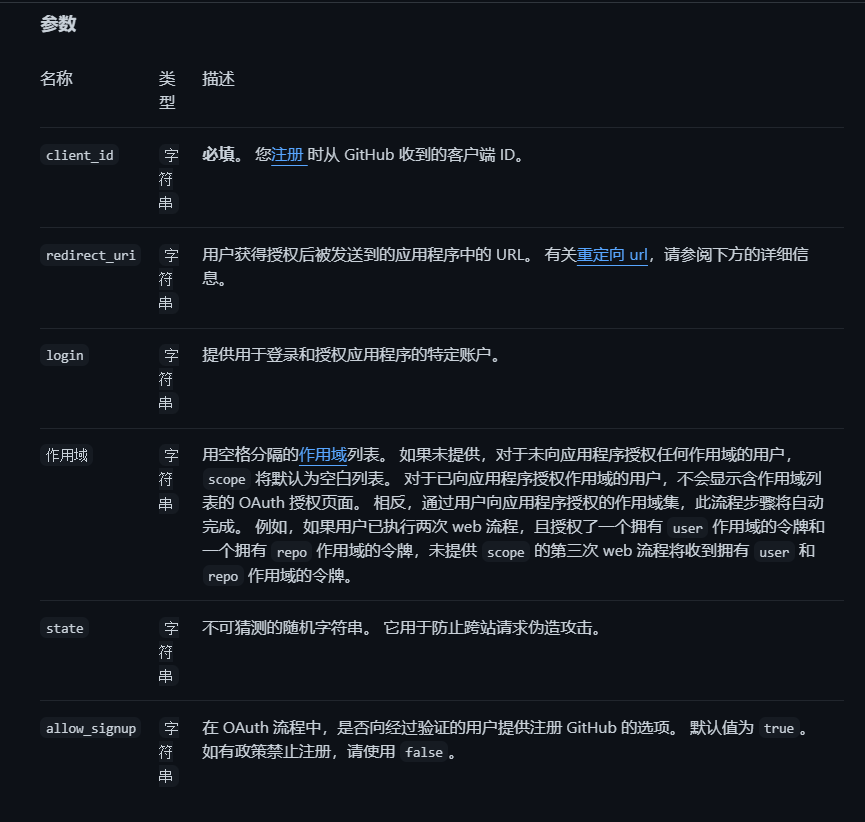 参数
名称 类型 描述
client_id 字符串 必填。 您注册 时从 GitHub 收到的客户端 ID。
redirect_uri 字符串 用户获得授权后被发送到的应用程序中的 URL。 有关重定向 url，请参阅下方的详细信
息。
login 字符串 提供用于登录和授权应用程序的特定账户。
作用域 字符串 用空格分隔的作用域列表。 如果未提供，对于未向应用程序授权任何作用域的用户，
scope 将默认为空白列表。 对于已向应用程序授权作用域的用户，不会显示含作用域列
表的 OAuth 授权页面。 相反，通过用户向应用程序授权的作用域集，此流程步骤将自动
完成。 例如，如果用户已执行两次 web 流程，且授权了一个拥有 user 作用域的令牌和
一个拥有 repo 作用域的令牌，未提供 scope 的第三次 web 流程将收到拥有 user 和
repo 作用域的令牌。
state 字符串 不可猜测的随机字符串。 它用于防止跨站请求伪造攻击。
allow_signup 字符串 在 OAuth 流程中，是否向经过验证的用户提供注册 GitHub 的选项。 默认值为 true 。
如有政策禁止注册，请使用 false 。